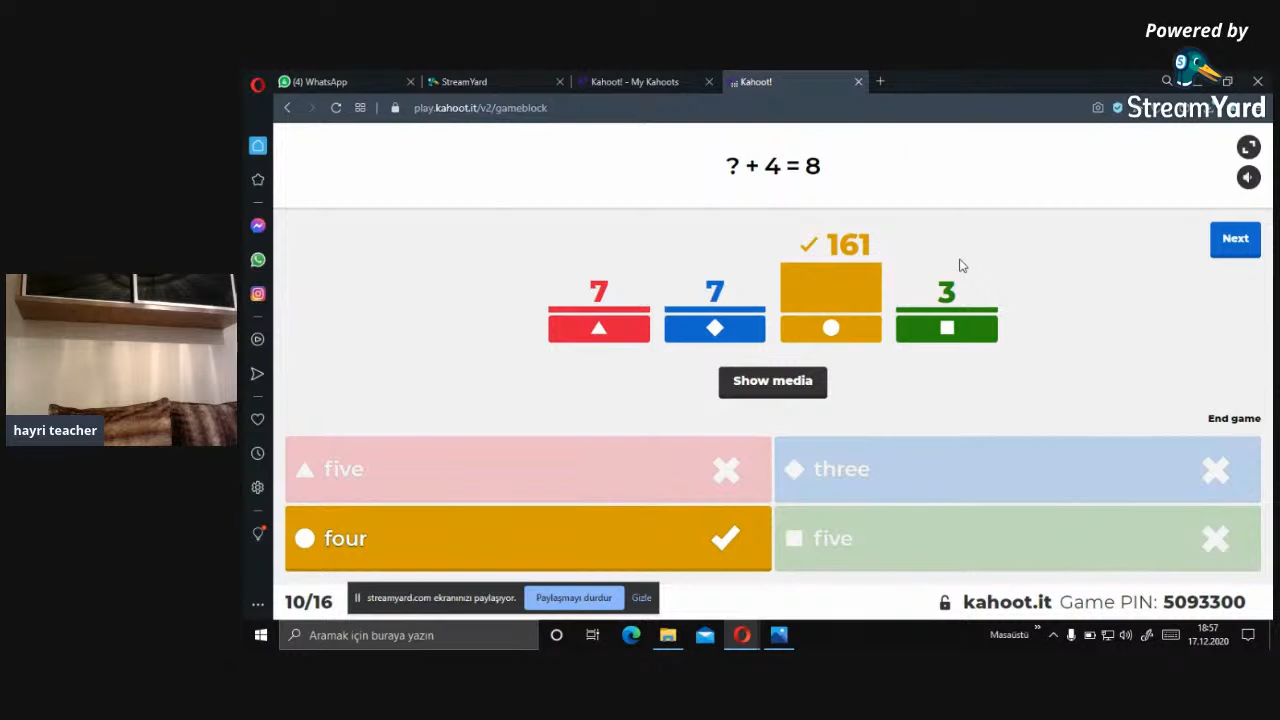 Powered by
StreamYard
(4) WhatsApp
StreamYard
Kahoot! - My Kahoots
Kahoot!
play.kahoot.it/v2/gameblock
? + 4 = 8
Next
7
7
161
3
Show media
End game
five
three
four
five
hayri teacher
10/16
streamyard.com ekranınızı paylaşıyor.
Paylaşmayı durdur
Gizle
kahoot.it Game PIN: 5093300
Aramak için buraya yazın
Masaüstü
18:57
17.12.2020